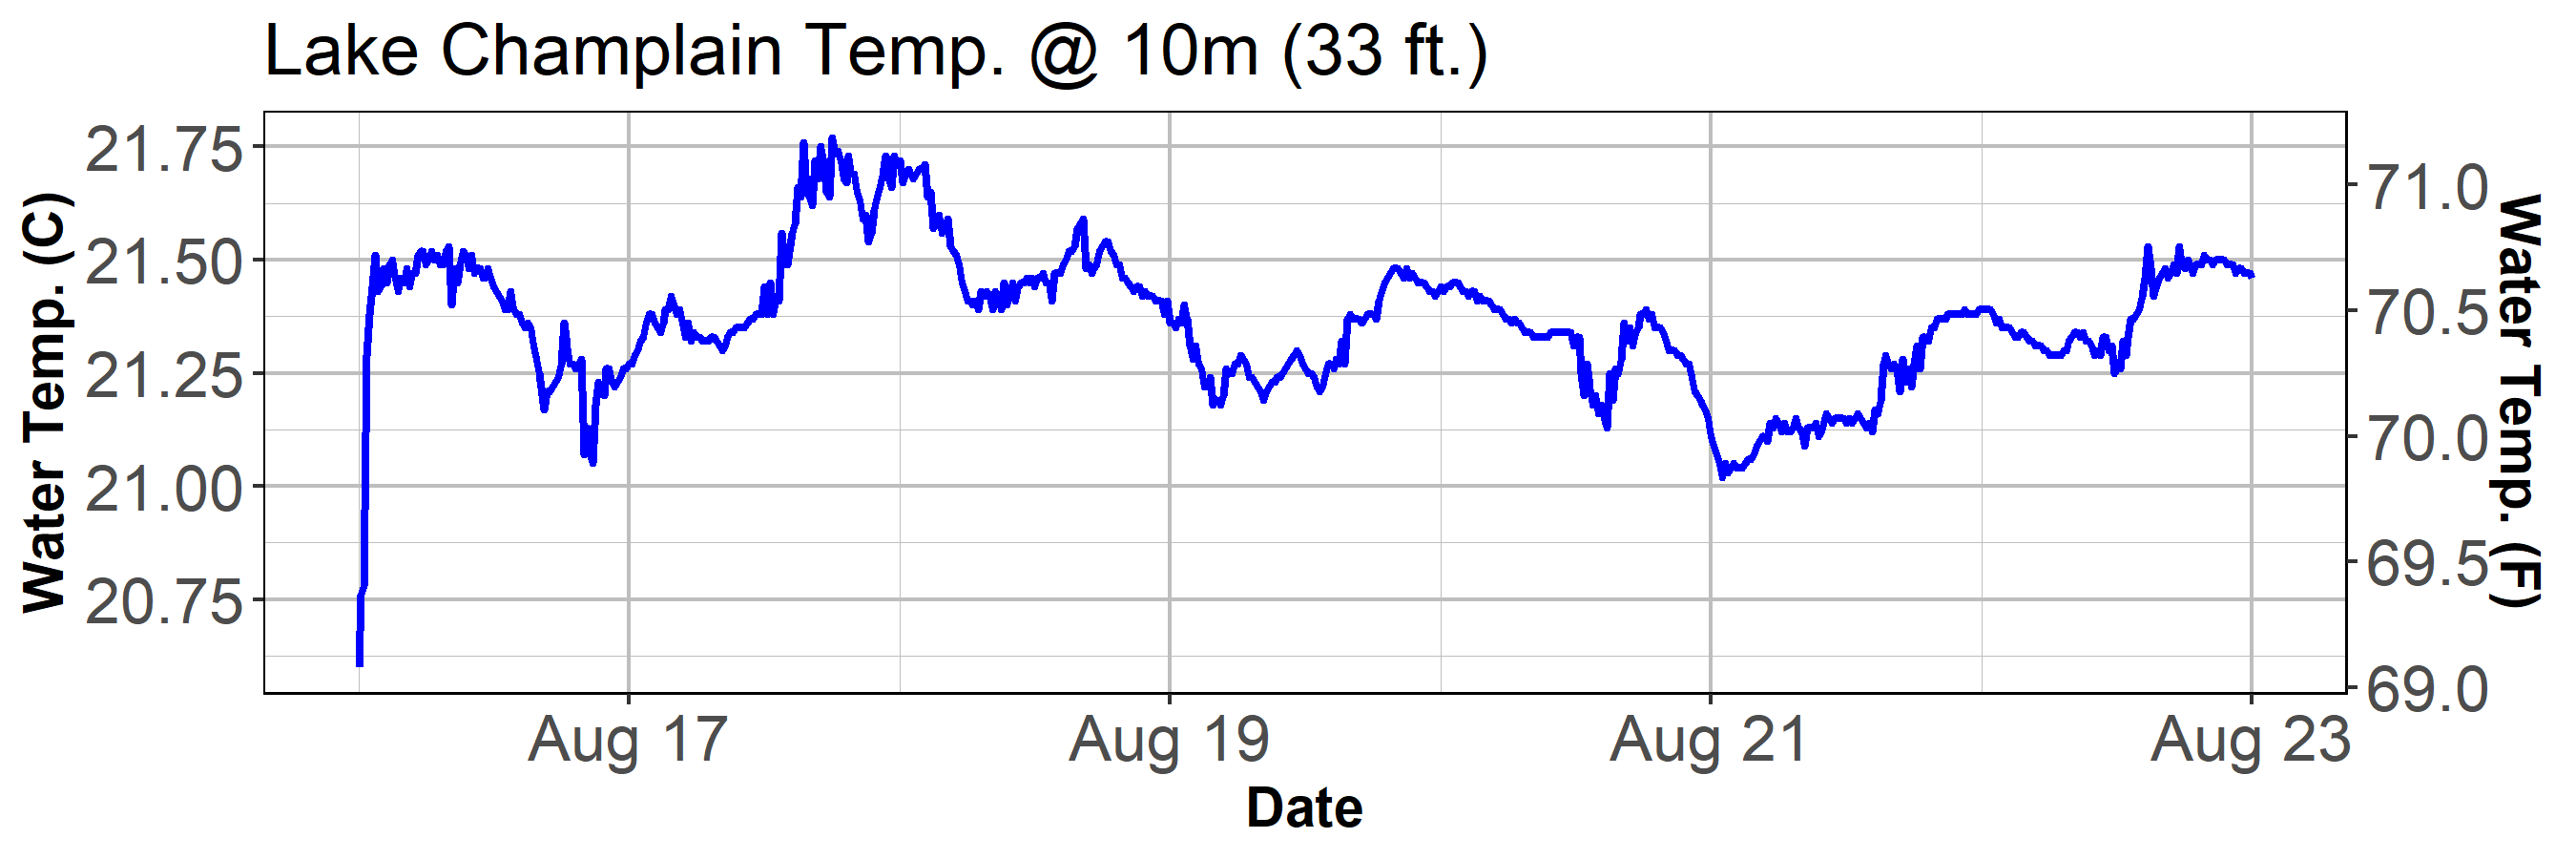 Lake Champlain Temp. @ 10m (33 ft.)
Water Temp. (C)
21.75
21.50
21.25
21.00
20.75
71.0
70.5
70.0
69.5
69.0
Water Temp. (F)
Aug 17 Aug 19 Aug 21 Aug 23
Date